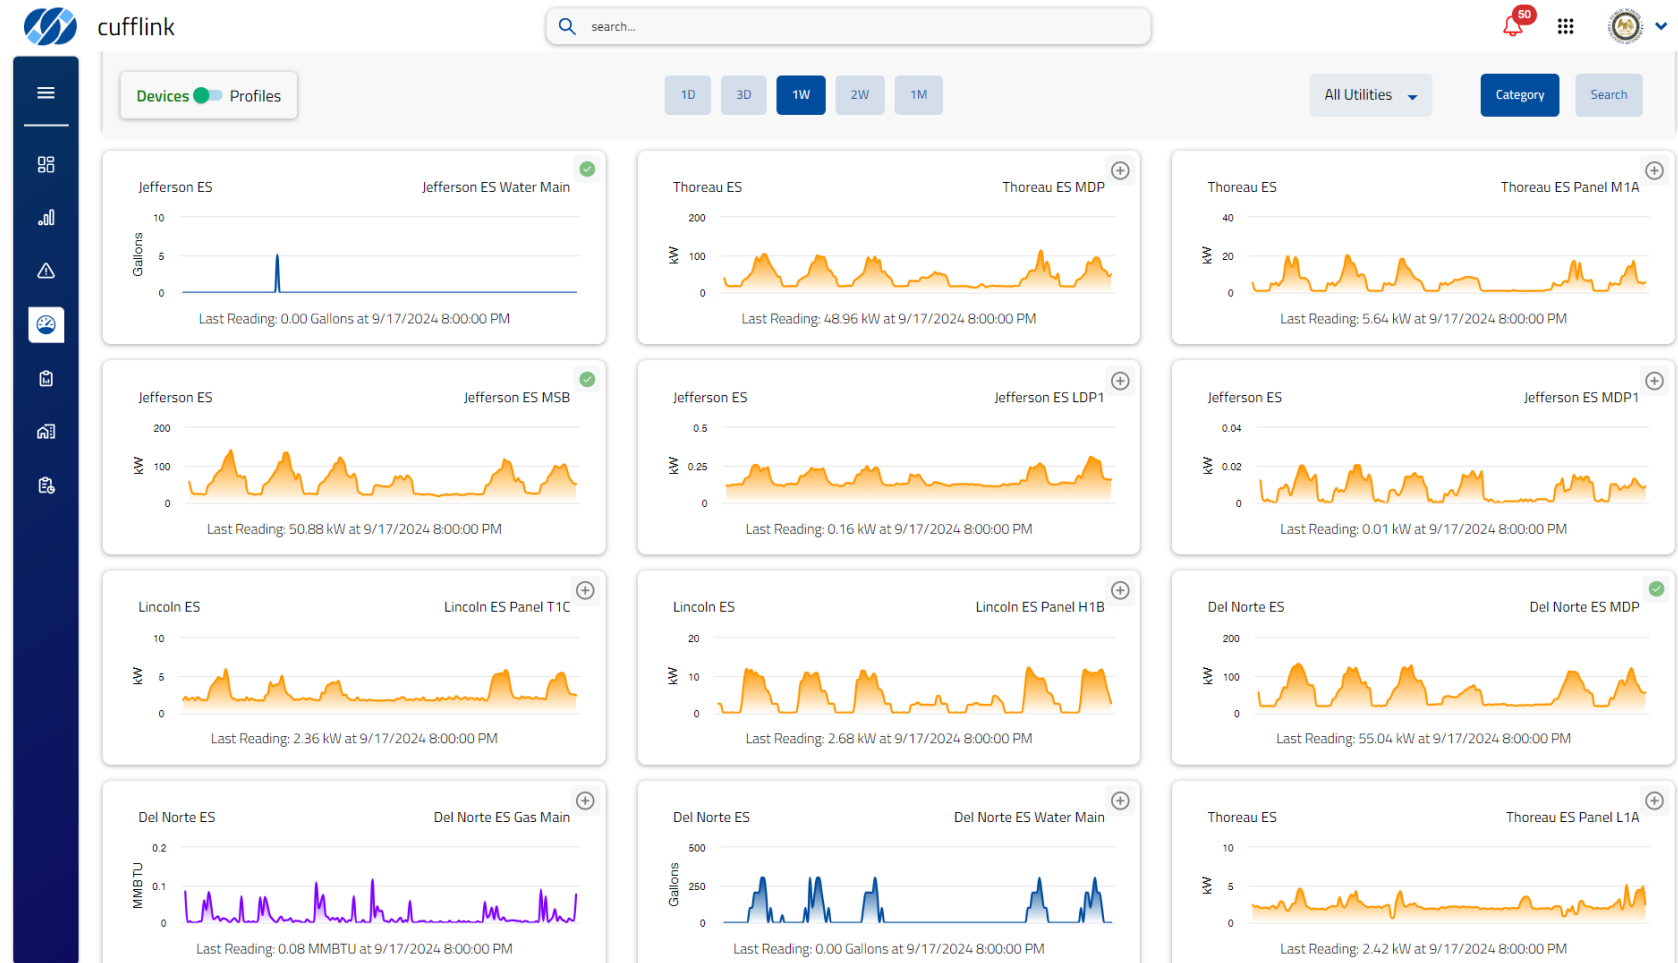 cufflink
search...
50
Devices Profiles
1D 3D 1W 2W 1M
All Utilities
Category
Search
Jefferson ES Jefferson ES Water Main
10
Gallons
5
0
Last Reading: 0.00 Gallons at 9/17/2024 8:00:00 PM
Thoreau ES Thoreau ES MDP
200
kW
100
0
Last Reading: 48.96 kW at 9/17/2024 8:00:00 PM
Thoreau ES Thoreau ES Panel M1A
40
kW
20
0
Last Reading: 5.64 kW at 9/17/2024 8:00:00 PM
Jefferson ES Jefferson ES MSB
200
kW
100
0
Last Reading: 50.88 kW at 9/17/2024 8:00:00 PM
Jefferson ES Jefferson ES LDP1
0.5
kW
0.25
0
Last Reading: 0.16 kW at 9/17/2024 8:00:00 PM
Jefferson ES Jefferson ES MDP1
0.04
kW
0.02
0
Last Reading: 0.01 kW at 9/17/2024 8:00:00 PM
Lincoln ES Lincoln ES Panel T1C
10
kW
5
0
Last Reading: 2.36 kW at 9/17/2024 8:00:00 PM
Lincoln ES Lincoln ES Panel H1B
20
kW
10
0
Last Reading: 2.68 kW at 9/17/2024 8:00:00 PM
Del Norte ES Del Norte ES MDP
200
kW
100
0
Last Reading: 55.04 kW at 9/17/2024 8:00:00 PM
Del Norte ES Del Norte ES Gas Main
0.2
MMBTU
0.1
0
Last Reading: 0.08 MMBTU at 9/17/2024 8:00:00 PM
Del Norte ES Del Norte ES Water Main
500
Gallons
250
0
Last Reading: 0.00 Gallons at 9/17/2024 8:00:00 PM
Thoreau ES Thoreau ES Panel L1A
10
kW
5
0
Last Reading: 2.42 kW at 9/17/2024 8:00:00 PM